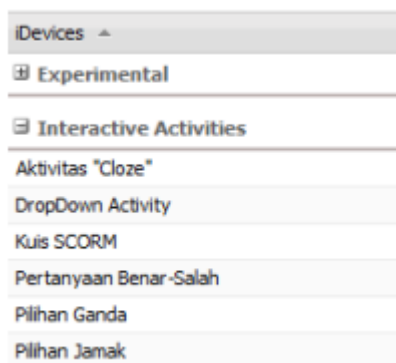 iDevices
Experimental
Interactive Activities
Aktivitas "Cloze"
DropDown Activity
Kuis SCORM
Pertanyaan Benar-Salah
Pilihan Ganda
Pilihan Jamak